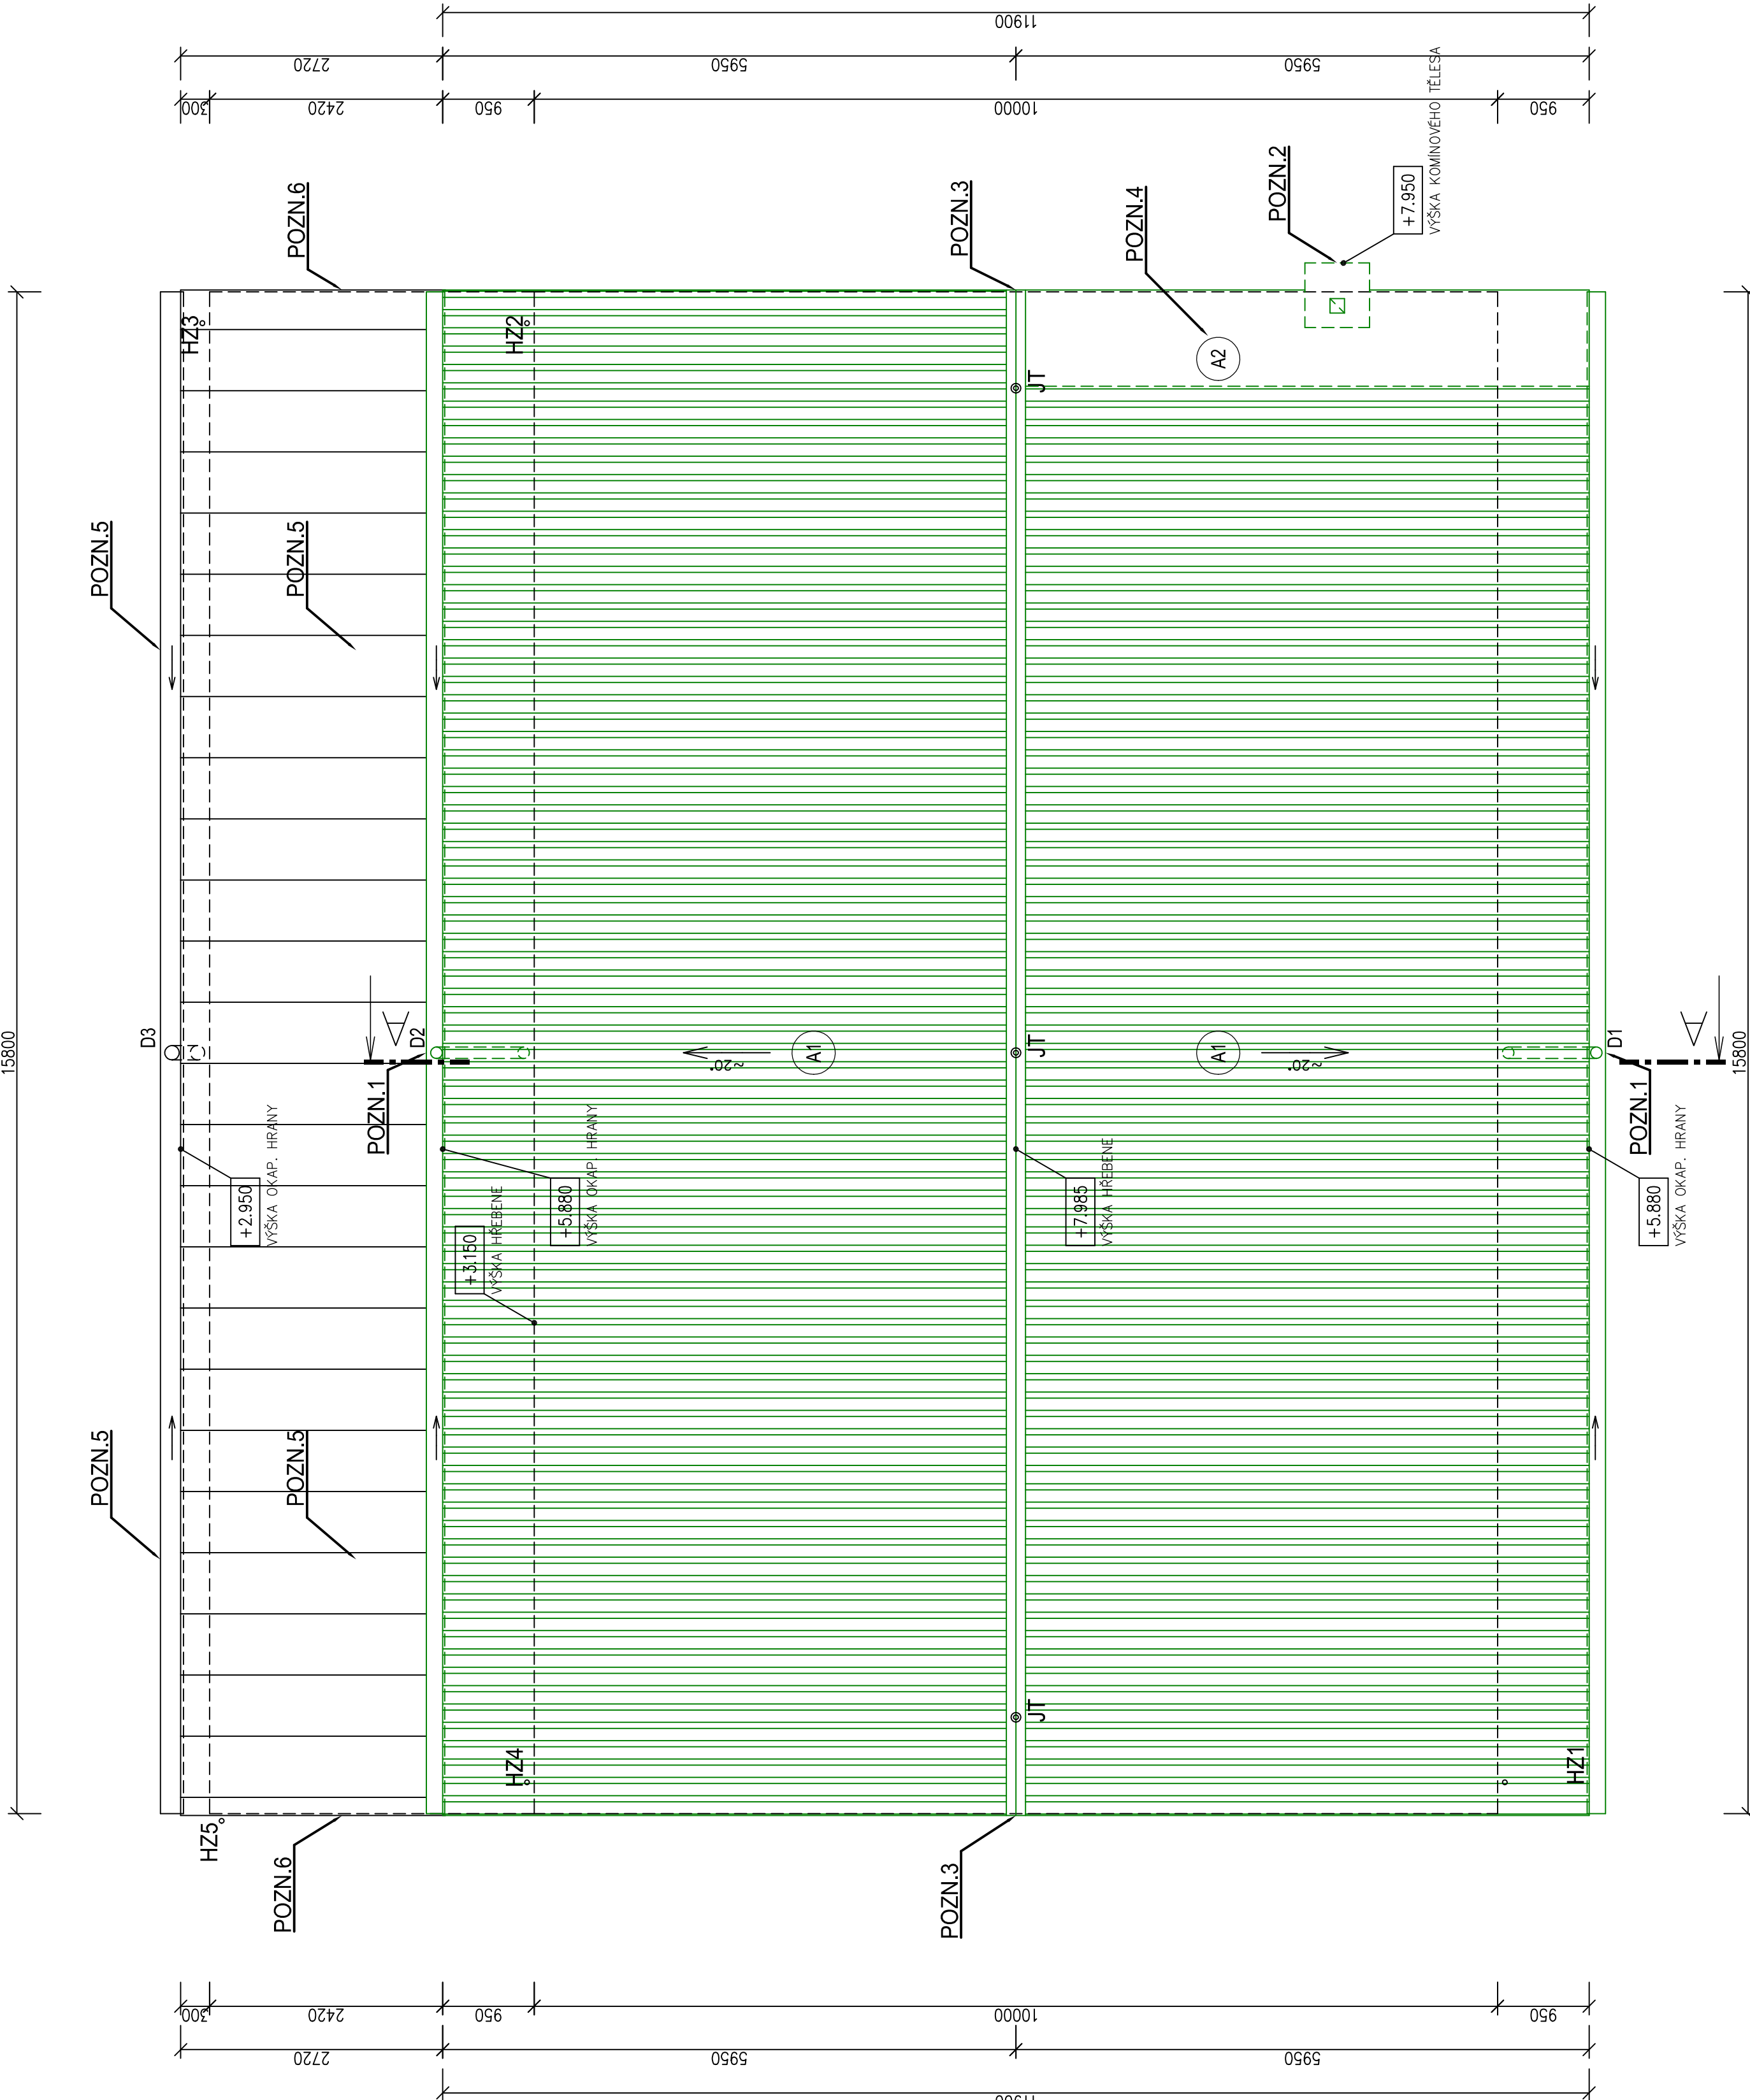 15800
11900
2720
5950
5950
300
2420
950
10000
950
POZN.6
POZN.3
POZN.4
POZN.2
+7.950
VÝŠKA KOMÍNOVÉHO TĚLESA
HZ3
HZ2
JT
A2
POZN.5
POZN.5
D3
D2
POZN.1
A
~20°
A1
JT
A1
~20°
D1
A
POZN.1
15800
+2.950
VÝŠKA OKAP. HRANY
+3.150
VÝŠKA HŘEBENE
+5.880
VÝŠKA OKAP. HRANY
+7.985
VÝŠKA HŘEBENE
+5.880
VÝŠKA OKAP. HRANY
POZN.5
POZN.5
HZ5
HZ4
JT
HZ1
POZN.6
POZN.3
300
2420
950
10000
950
2720
5950
5950
11900